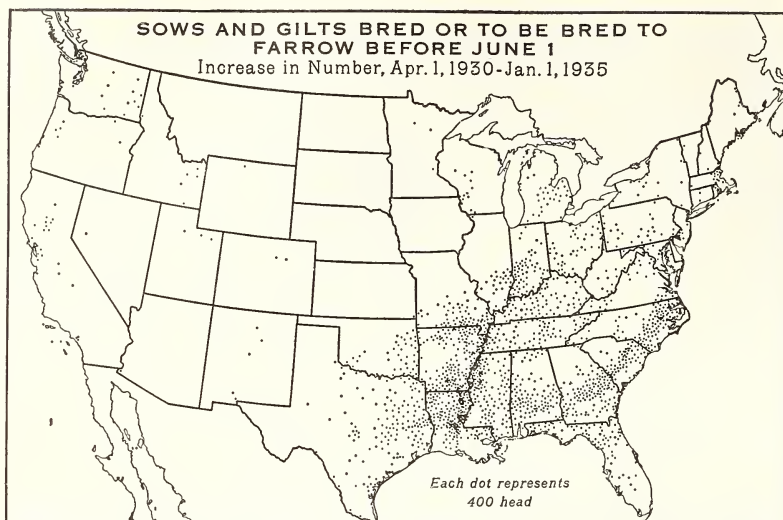 SOWS AND GILTS BRED OR TO BE BRED TO
FARROW BEFORE JUNE 1
Increase in Number, Apr. 1, 1930-Jan. 1, 1935
Each dot represents
400 head